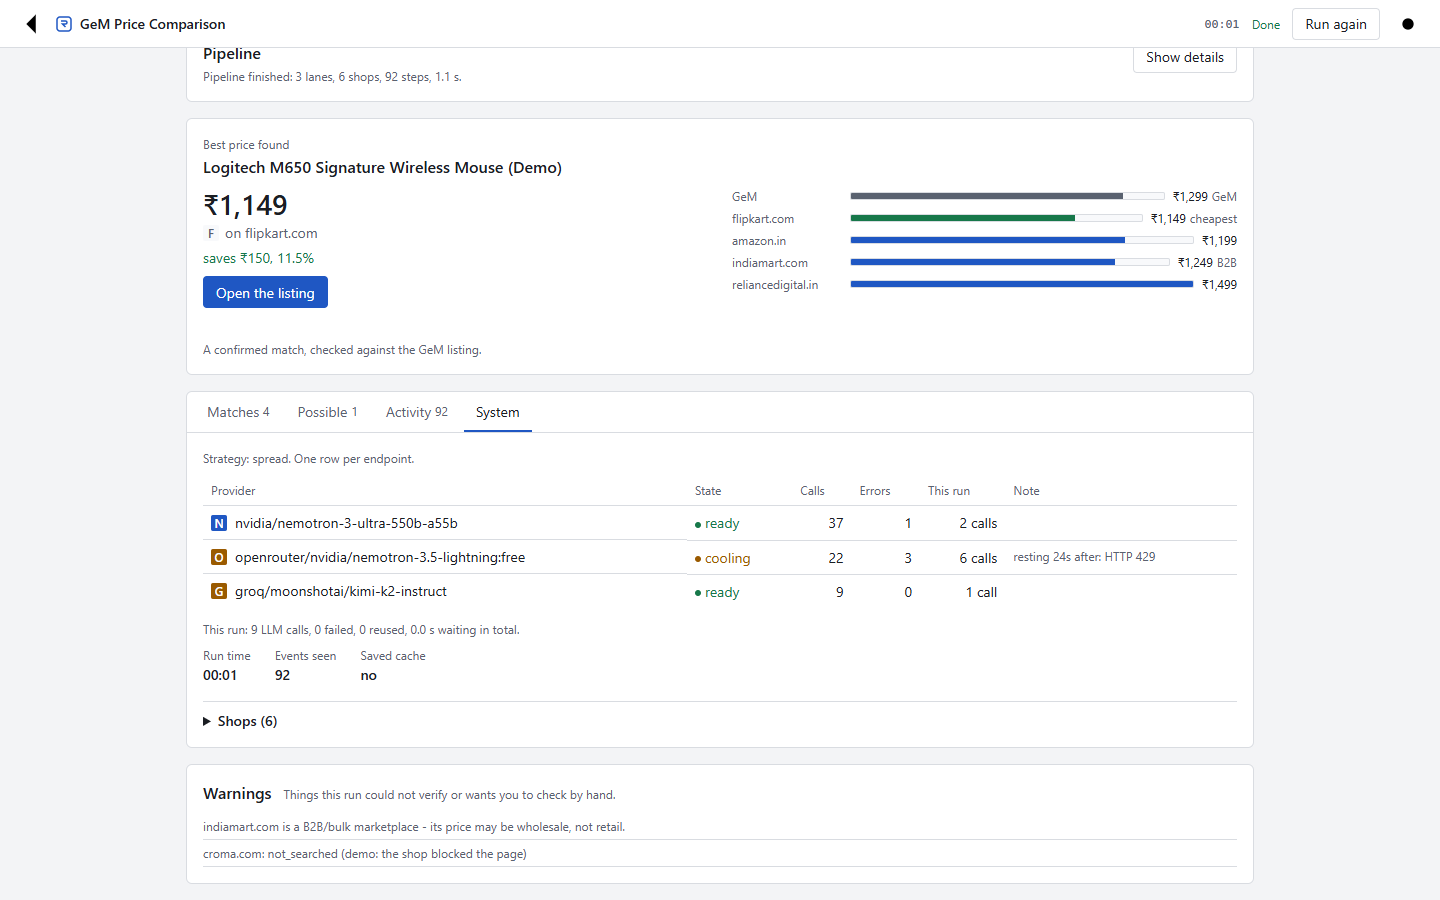 GeM Price Comparison
00:01 Done Run again
Pipeline
Show details
Pipeline finished: 3 lanes, 6 shops, 92 steps, 1.1 s.
Best price found
Logitech M650 Signature Wireless Mouse (Demo)
₹1,149
F on flipkart.com
saves ₹150, 11.5%
Open the listing
GeM ₹1,299 GeM
flipkart.com ₹1,149 cheapest
amazon.in ₹1,199
indiamart.com ₹1,249 B2B
reliancedigital.in ₹1,499
A confirmed match, checked against the GeM listing.
Matches 4 Possible 1 Activity 92 System
Strategy: spread. One row per endpoint.
Provider State Calls Errors This run Note
N nvidia/nemotron-3-ultra-550b-a55b ready 37 1 2 calls
O openrouter/nvidia/nemotron-3.5-lightning:free cooling 22 3 6 calls resting 24s after: HTTP 429
G groq/moonshotai/kimi-k2-instruct ready 9 0 1 call
This run: 9 LLM calls, 0 failed, 0 reused, 0.0 s waiting in total.
Run time Events seen Saved cache
00:01 92 no
Shops (6)
Warnings Things this run could not verify or wants you to check by hand.
indiamart.com is a B2B/bulk marketplace - its price may be wholesale, not retail.
croma.com: not_searched (demo: the shop blocked the page)